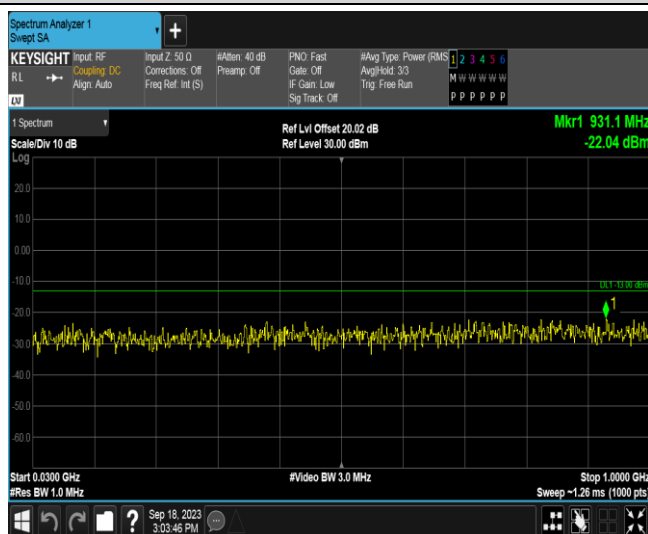 Spectrum Analyzer 1
Swept SA
+
KEYSIGHT
RL
LXI
Input: RF
Coupling: DC
Align: Auto
Input Z: 50 Ω
Corrections: Off
Freq Ref: Int (S)
#Atten: 40 dB
Preamp: Off
PNO: Fast
Gate: Off
IF Gain: Low
Sig Track: Off
#Avg Type: Power (RMS
Avg|Hold: 3/3
Trig: Free Run
1 2 3 4 5 6
M W W W W W
P P P P P P
1 Spectrum
Scale/Div 10 dB
Log
Ref Lvl Offset 20.02 dB
Ref Level 30.00 dBm
Mkr1 931.1 MHz
-22.04 dBm
20.0
10.0
0.00
-10.0
DL1 -13.00 dBm
1
-20.0
-30.0
-40.0
-50.0
-60.0
Start 0.0300 GHz
#Res BW 1.0 MHz
#Video BW 3.0 MHz
Stop 1.0000 GHz
Sweep ~1.26 ms (1000 pts)
?
Sep 18, 2023
3:03:46 PM